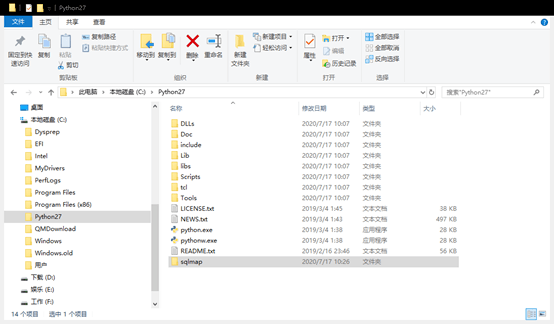 Python27
文件 主页 共享 查看
固定到快速访问 复制 粘贴 复制路径 粘贴快捷方式 剪切 移动到 复制到 删除 重命名 新建文件夹 新建项目 轻松访问 属性 打开 编辑 历史记录 全部选择 全部取消 反向选择
剪贴板 组织 新建 打开 选择
此电脑 本地磁盘 (C:) Python27 搜索"Python27"
名称 修改日期 类型 大小
桌面
本地磁盘 (C:)
Dysprep
EFI
Intel
MyDrivers
PerfLogs
Program Files
Program Files (x86)
Python27
QMDownload
Windows
Windows.old
用户
下载 (D:)
娱乐 (E:)
工作 (F:)
DLLs 2020/7/17 10:07 文件夹
Doc 2020/7/17 10:07 文件夹
include 2020/7/17 10:07 文件夹
Lib 2020/7/17 10:07 文件夹
libs 2020/7/17 10:07 文件夹
Scripts 2020/7/17 10:07 文件夹
tcl 2020/7/17 10:07 文件夹
Tools 2020/7/17 10:07 文件夹
LICENSE.txt 2019/3/4 1:45 文本文档 38 KB
NEWS.txt 2019/3/4 1:43 文本文档 497 KB
python.exe 2019/3/4 1:38 应用程序 28 KB
pythonw.exe 2019/3/4 1:38 应用程序 28 KB
README.txt 2019/2/16 23:46 文本文档 56 KB
sqlmap 2020/7/17 10:26 文件夹
14 个项目 选中 1 个项目